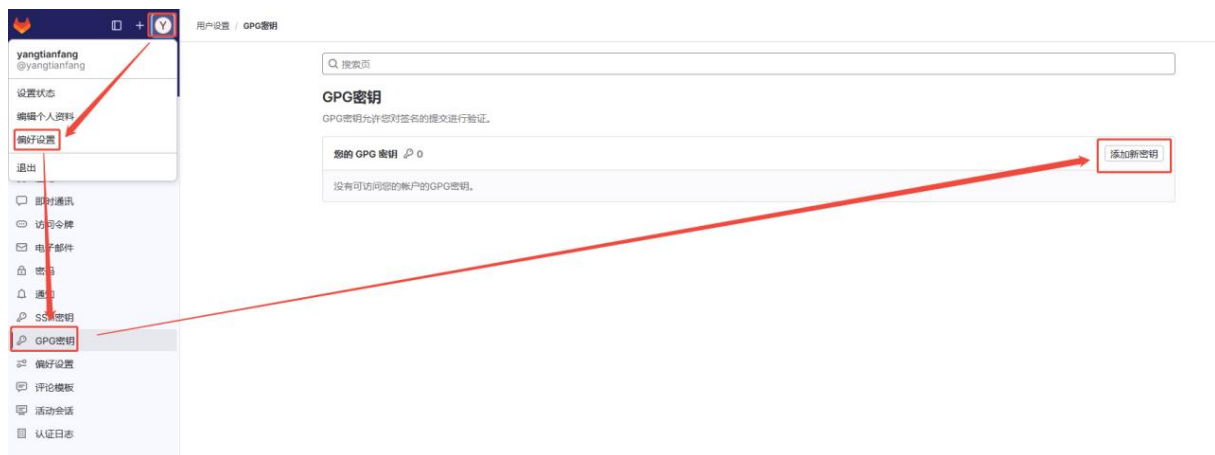 Y
用户设置 / GPG密钥
yangtianfang
@yangtianfang
设置状态
编辑个人资料
偏好设置
退出
即时通讯
访问令牌
电子邮件
密码
通知
SSH密钥
GPG密钥
偏好设置
评论模板
活动会话
认证日志
搜索页
GPG密钥
GPG密钥允许您对签名的提交进行验证。
您的 GPG 密钥 0
添加新密钥
没有可访问您的帐户的GPG密钥。